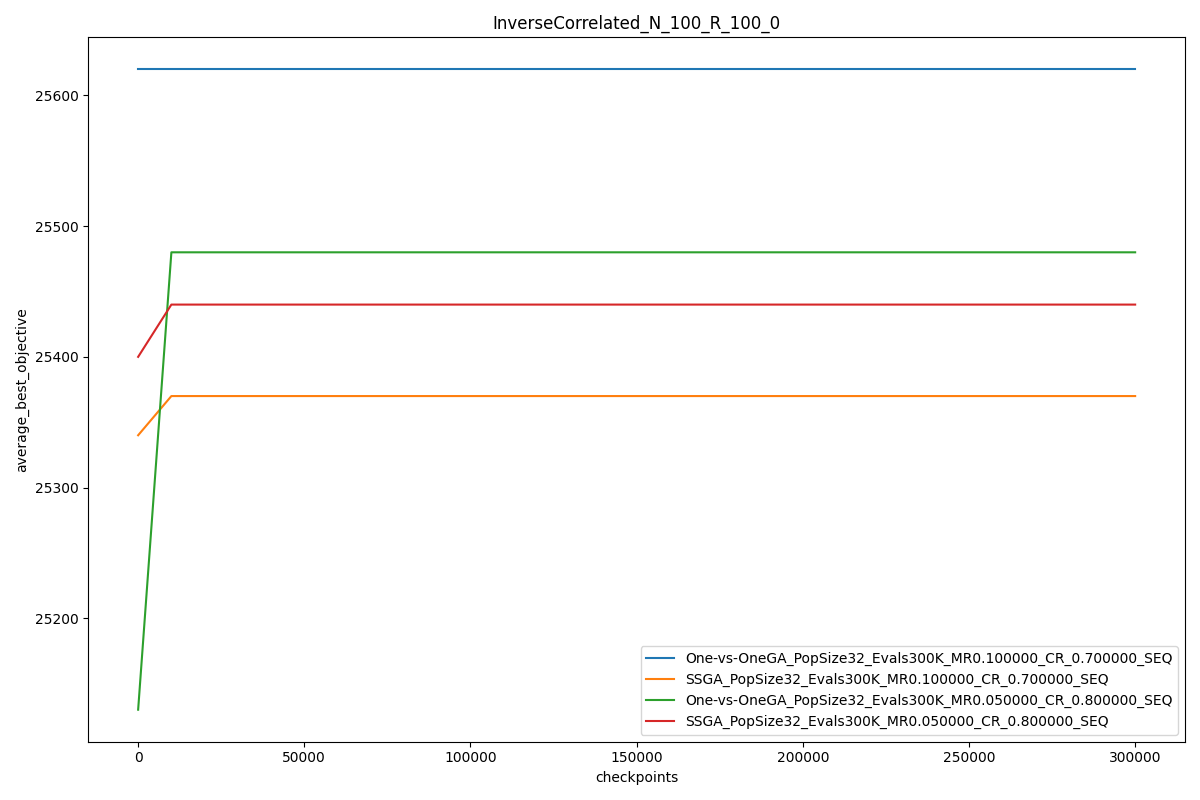 InverseCorrelated_N_100_R_100_0
25600
25500
25400
25300
25200
average_best_objective
0
50000
100000
150000
200000
250000
300000
checkpoints
One-vs-OneGA_PopSize32_Evals300K_MR0.100000_CR_0.700000_SEQ
SSGA_PopSize32_Evals300K_MR0.100000_CR_0.700000_SEQ
One-vs-OneGA_PopSize32_Evals300K_MR0.050000_CR_0.800000_SEQ
SSGA_PopSize32_Evals300K_MR0.050000_CR_0.800000_SEQ